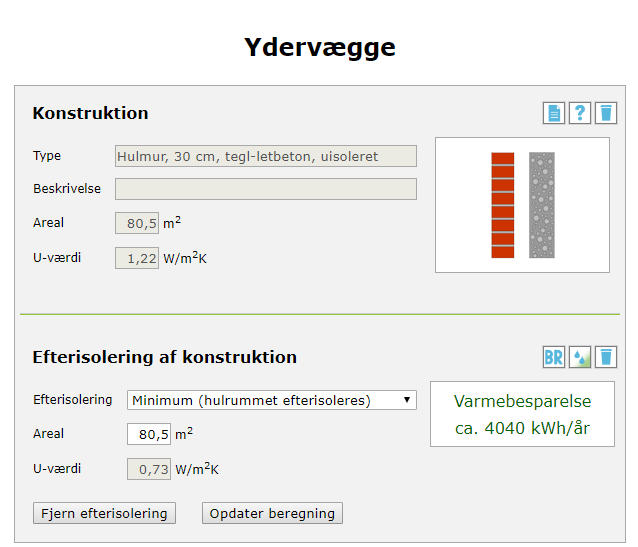 Ydervægge
Konstruktion
?
Type Hulmur, 30 cm, tegl-letbeton, uisoleret
Beskrivelse
Areal 80,5 m²
U-værdi 1,22 W/m²K
Efterisolering af konstruktion
BR
Efterisolering Minimum (hulrummet efterisoleres)
Areal 80,5 m²
U-værdi 0,73 W/m²K
Varmebesparelse
ca. 4040 kWh/år
Fjern efterisolering Opdater beregning